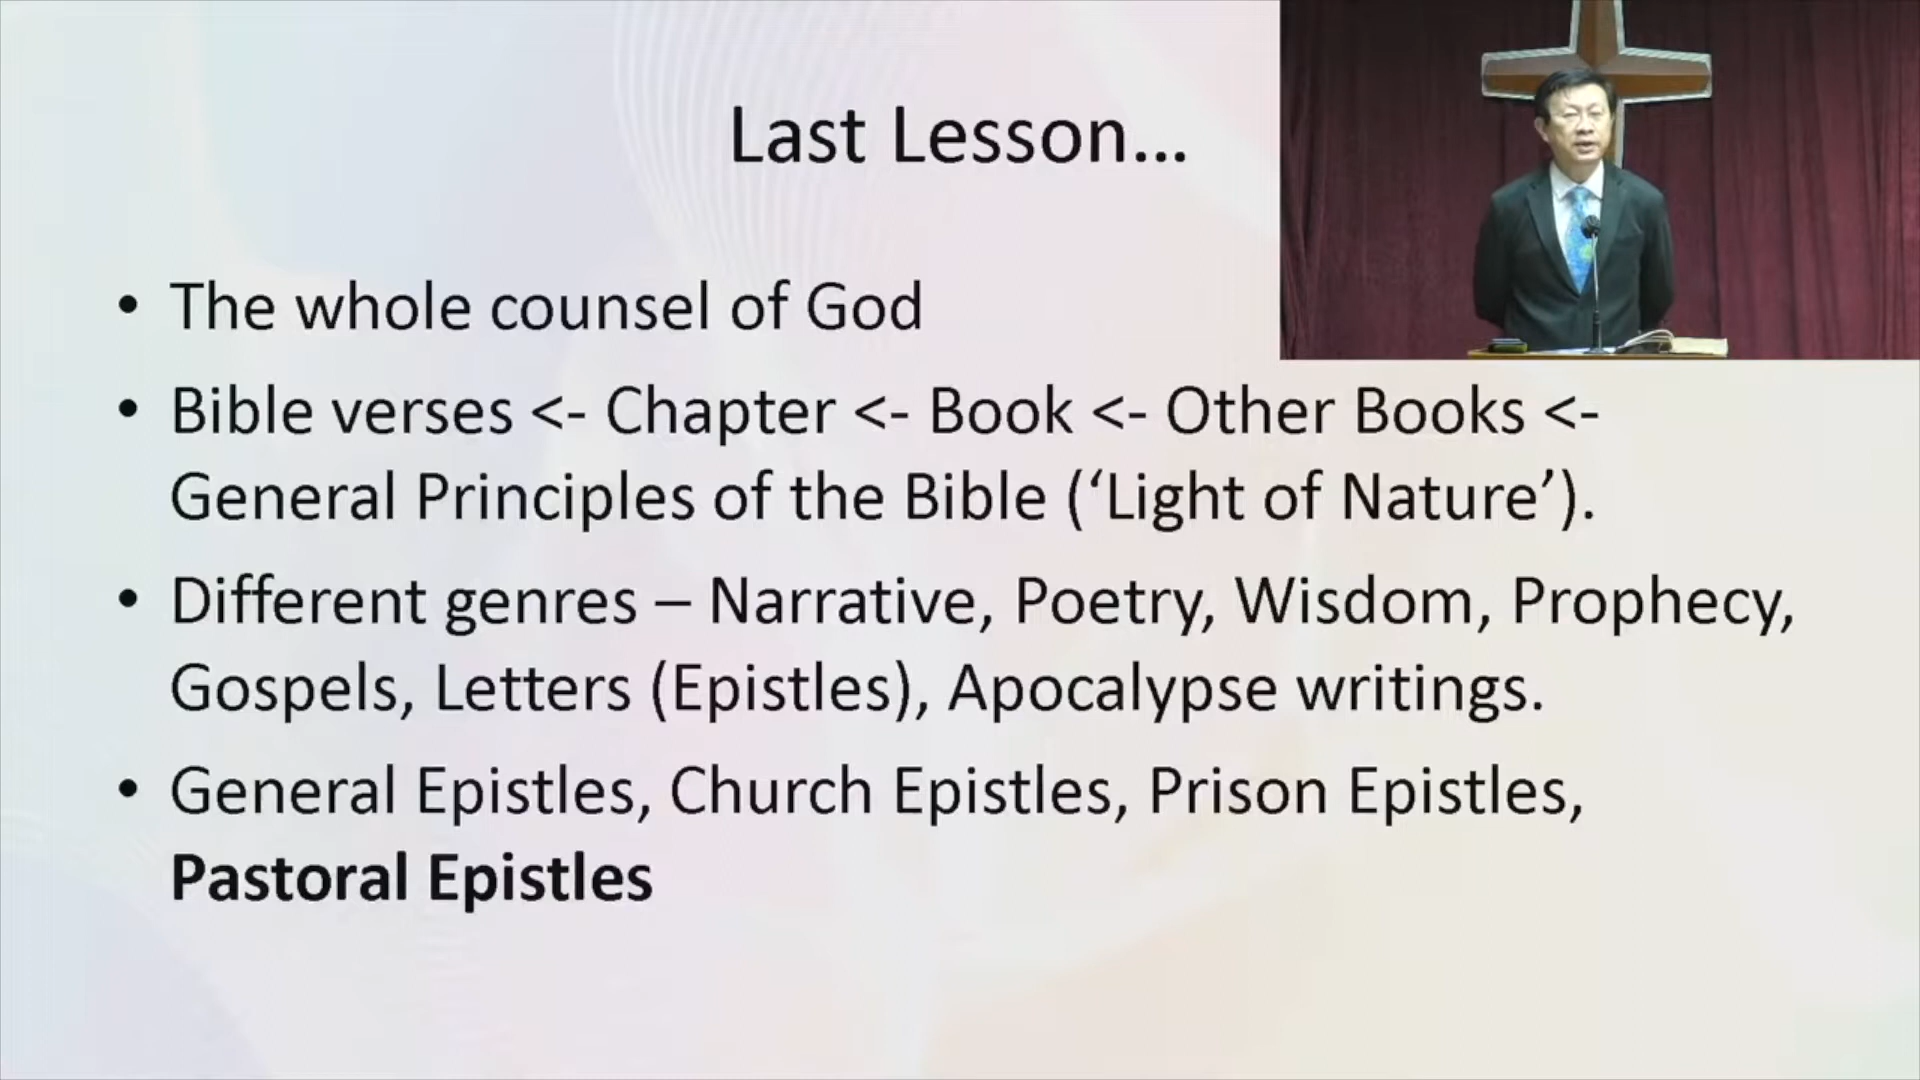 Last Lesson...
• The whole counsel of God
• Bible verses <- Chapter <- Book <- Other Books <-
General Principles of the Bible (‘Light of Nature’).
• Different genres – Narrative, Poetry, Wisdom, Prophecy,
Gospels, Letters (Epistles), Apocalypse writings.
• General Epistles, Church Epistles, Prison Epistles,
Pastoral Epistles